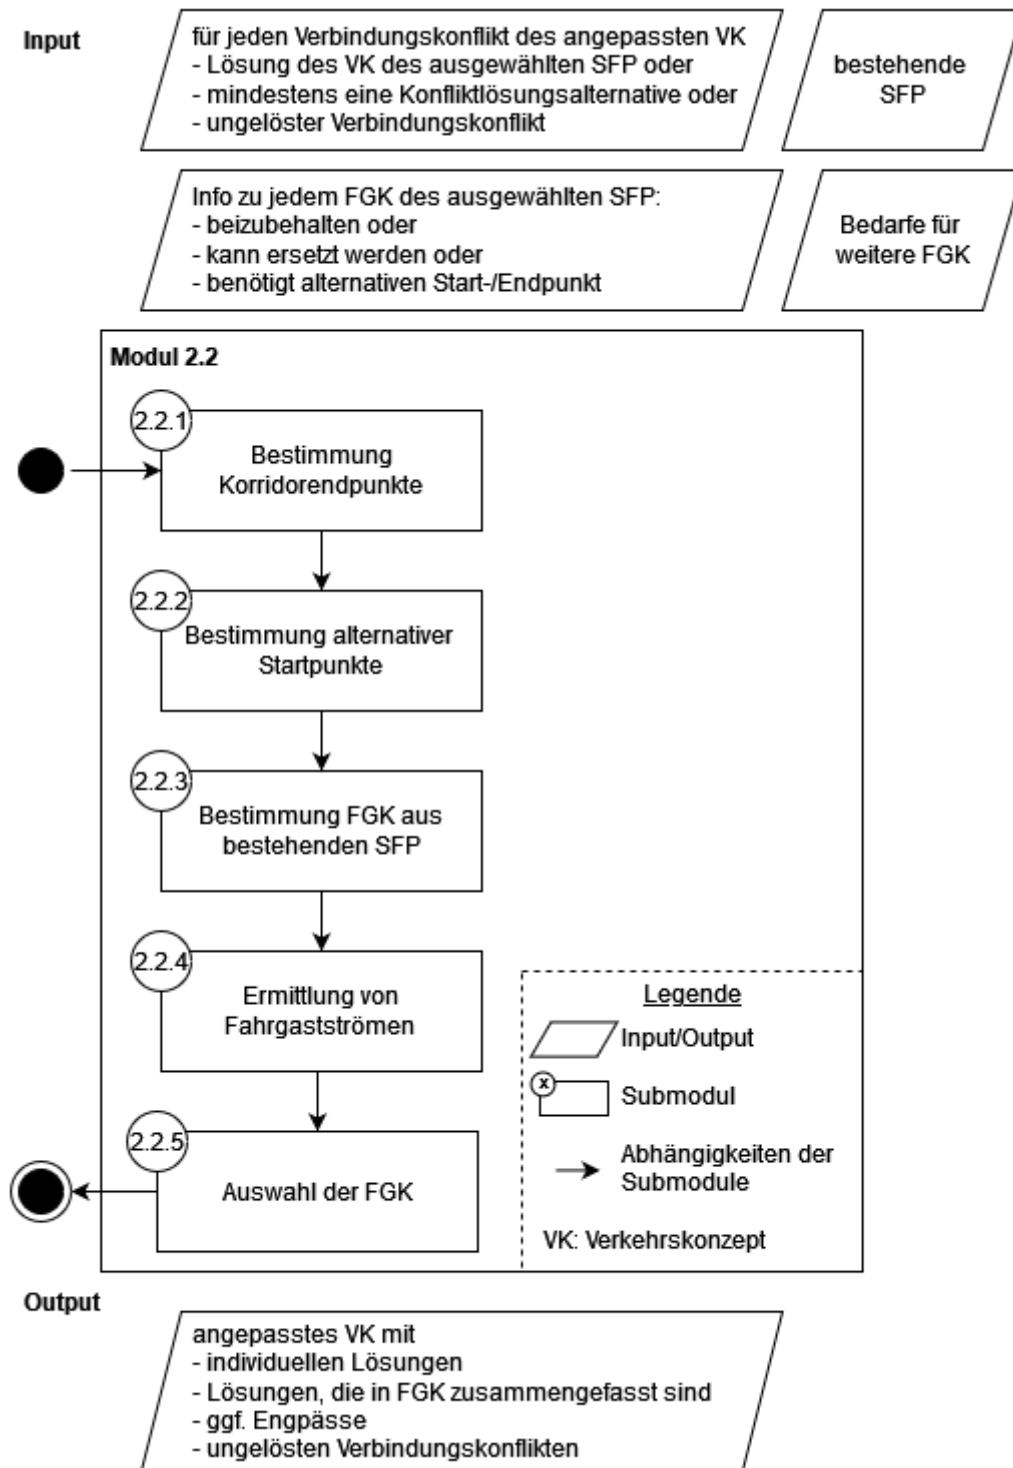 Input
für jeden Verbindungskonflikt des angepassten VK
- Lösung des VK des ausgewählten SFP oder
- mindestens eine Konfliktlösungsalternative oder
- ungelöster Verbindungskonflikt
bestehende
SFP
Info zu jedem FGK des ausgewählten SFP:
- beizubehalten oder
- kann ersetzt werden oder
- benötigt alternativen Start-/Endpunkt
Bedarfe für
weitere FGK
Modul 2.2
2.2.1
Bestimmung
Korridorendpunkte
2.2.2
Bestimmung alternativer
Startpunkte
2.2.3
Bestimmung FGK aus
bestehenden SFP
2.2.4
Ermittlung von
Fahrgastströmen
2.2.5
Auswahl der FGK
Legende
Input/Output
x
Submodul
Abhängigkeiten der
Submodule
VK: Verkehrskonzept
Output
angepasstes VK mit
- individuellen Lösungen
- Lösungen, die in FGK zusammengefasst sind
- ggf. Engpässe
- ungelösten Verbindungskonflikten